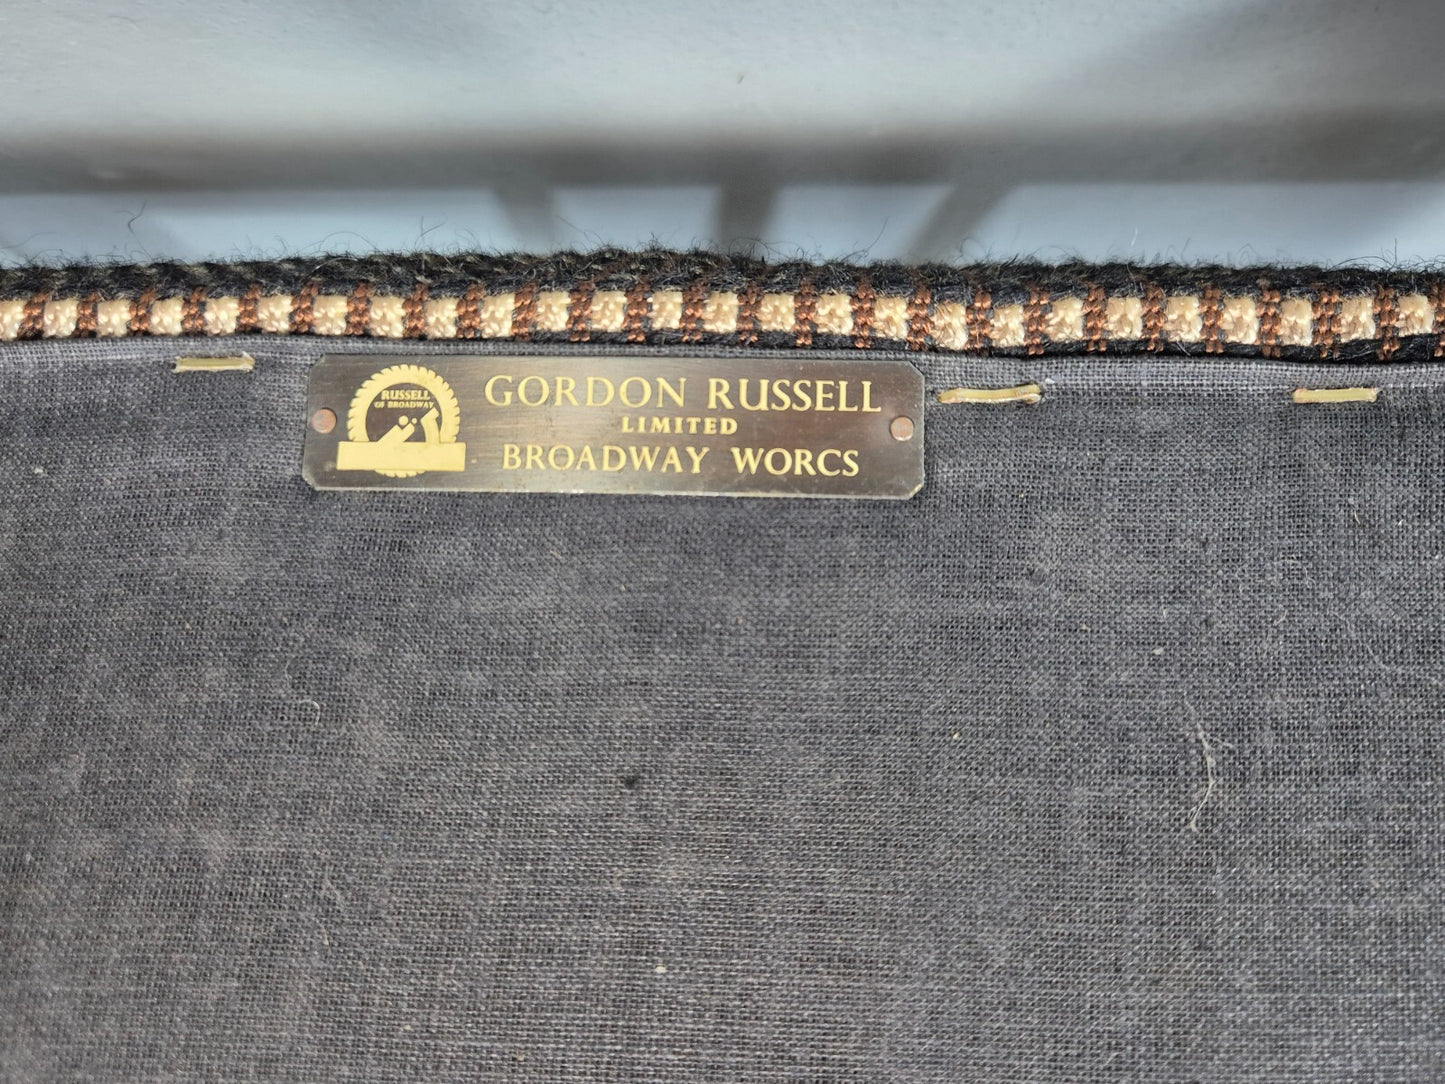 RUSSELL
OF BROADWAY
GORDON RUSSELL
LIMITED
BROADWAY WORCS